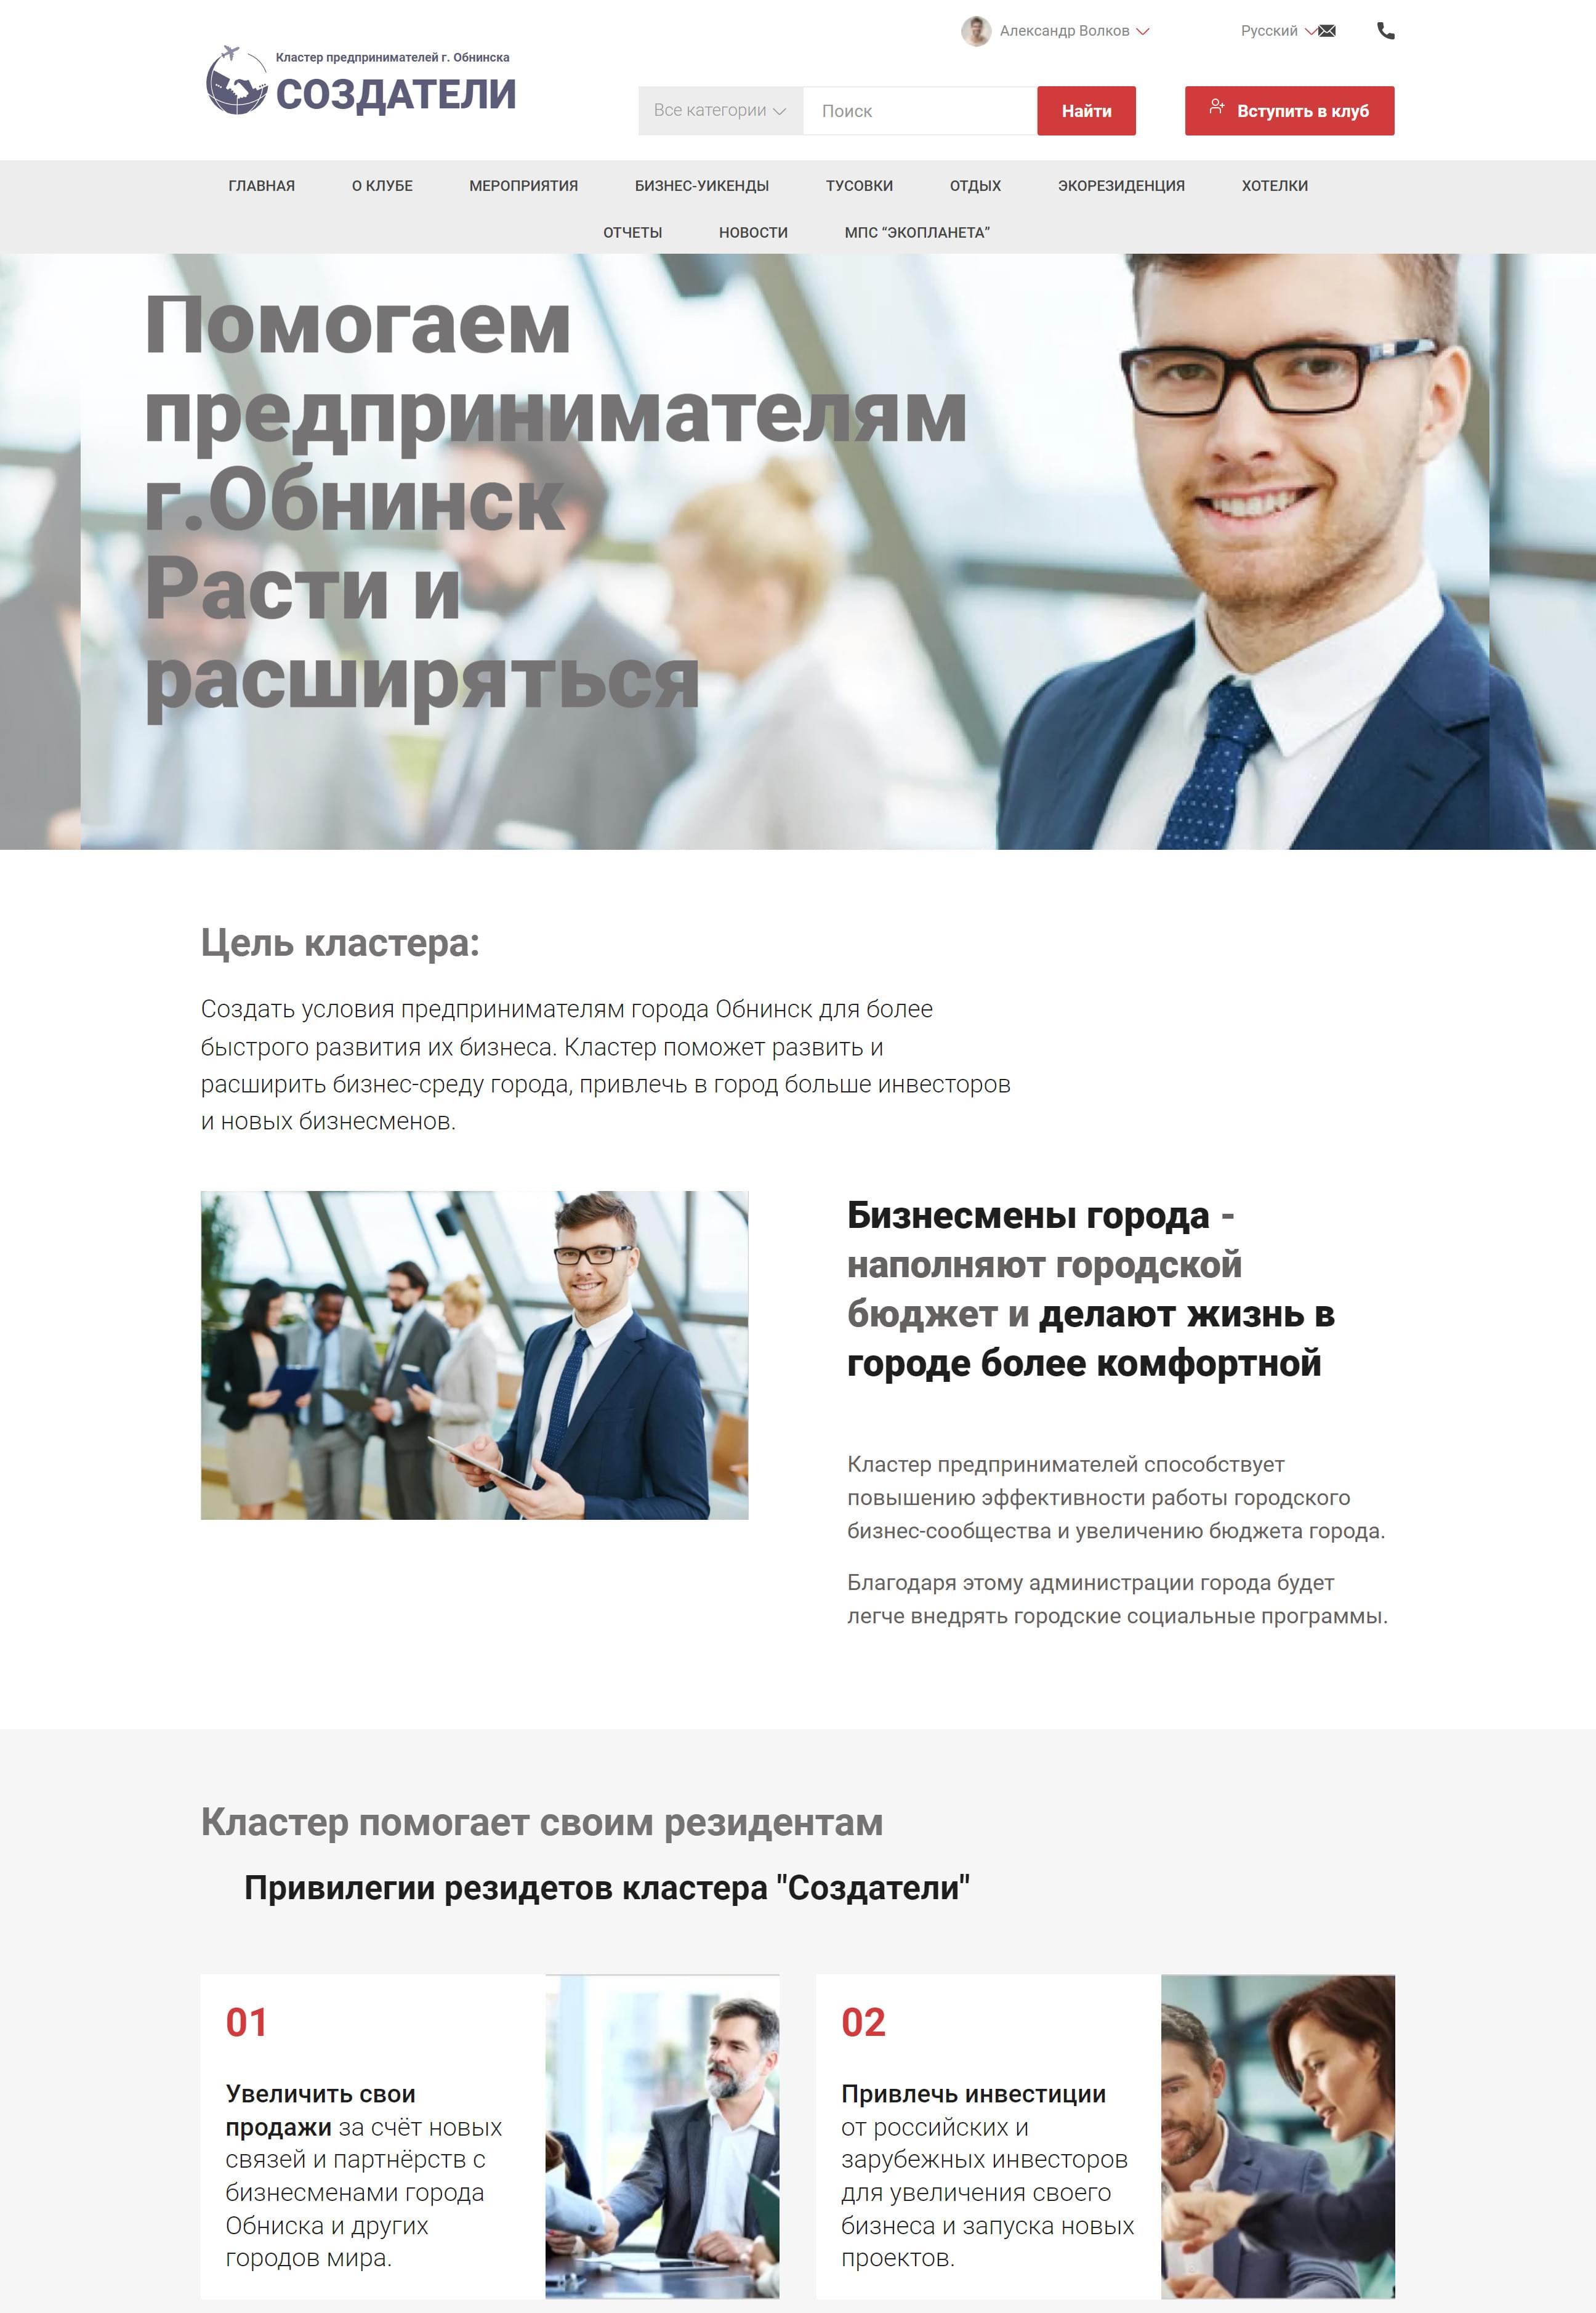 Александр Волков
Русский
Кластер предпринимателей г. Обнинска
СОЗДАТЕЛИ
Все категории
Поиск
Найти
Вступить в клуб
ГЛАВНАЯ О КЛУБЕ МЕРОПРИЯТИЯ БИЗНЕС-УИКЕНДЫ ТУСОВКИ ОТДЫХ ЭКОРЕЗИДЕНЦИЯ ХОТЕЛКИ
ОТЧЕТЫ НОВОСТИ МПС “ЭКОПЛАНЕТА”
Помогаем
предпринимателям
г.Обнинск
Расти и
расширяться
Цель кластера:
Создать условия предпринимателям города Обнинск для более
быстрого развития их бизнеса. Кластер поможет развить и
расширить бизнес-среду города, привлечь в город больше инвесторов
и новых бизнесменов.
Бизнесмены города -
наполняют городской
бюджет и делают жизнь в
городе более комфортной
Кластер предпринимателей способствует
повышению эффективности работы городского
бизнес-сообщества и увеличению бюджета города.
Благодаря этому администрации города будет
легче внедрять городские социальные программы.
Кластер помогает своим резидентам
Привилегии резидетов кластера "Создатели"
01
Увеличить свои
продажи за счёт новых
связей и партнёрств с
бизнесменами города
Обниска и других
городов мира.
02
Привлечь инвестиции
от российских и
зарубежных инвесторов
для увеличения своего
бизнеса и запуска новых
проектов.